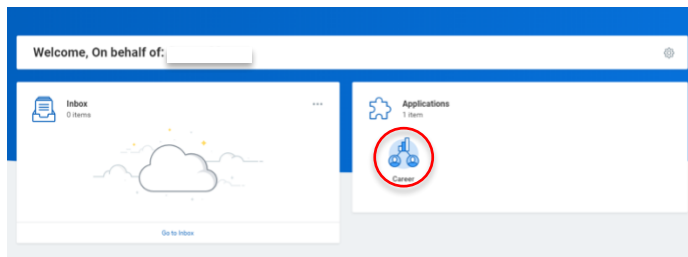 Welcome, On behalf of:
Inbox
0 items
Go to Inbox
Applications
1 item
Career